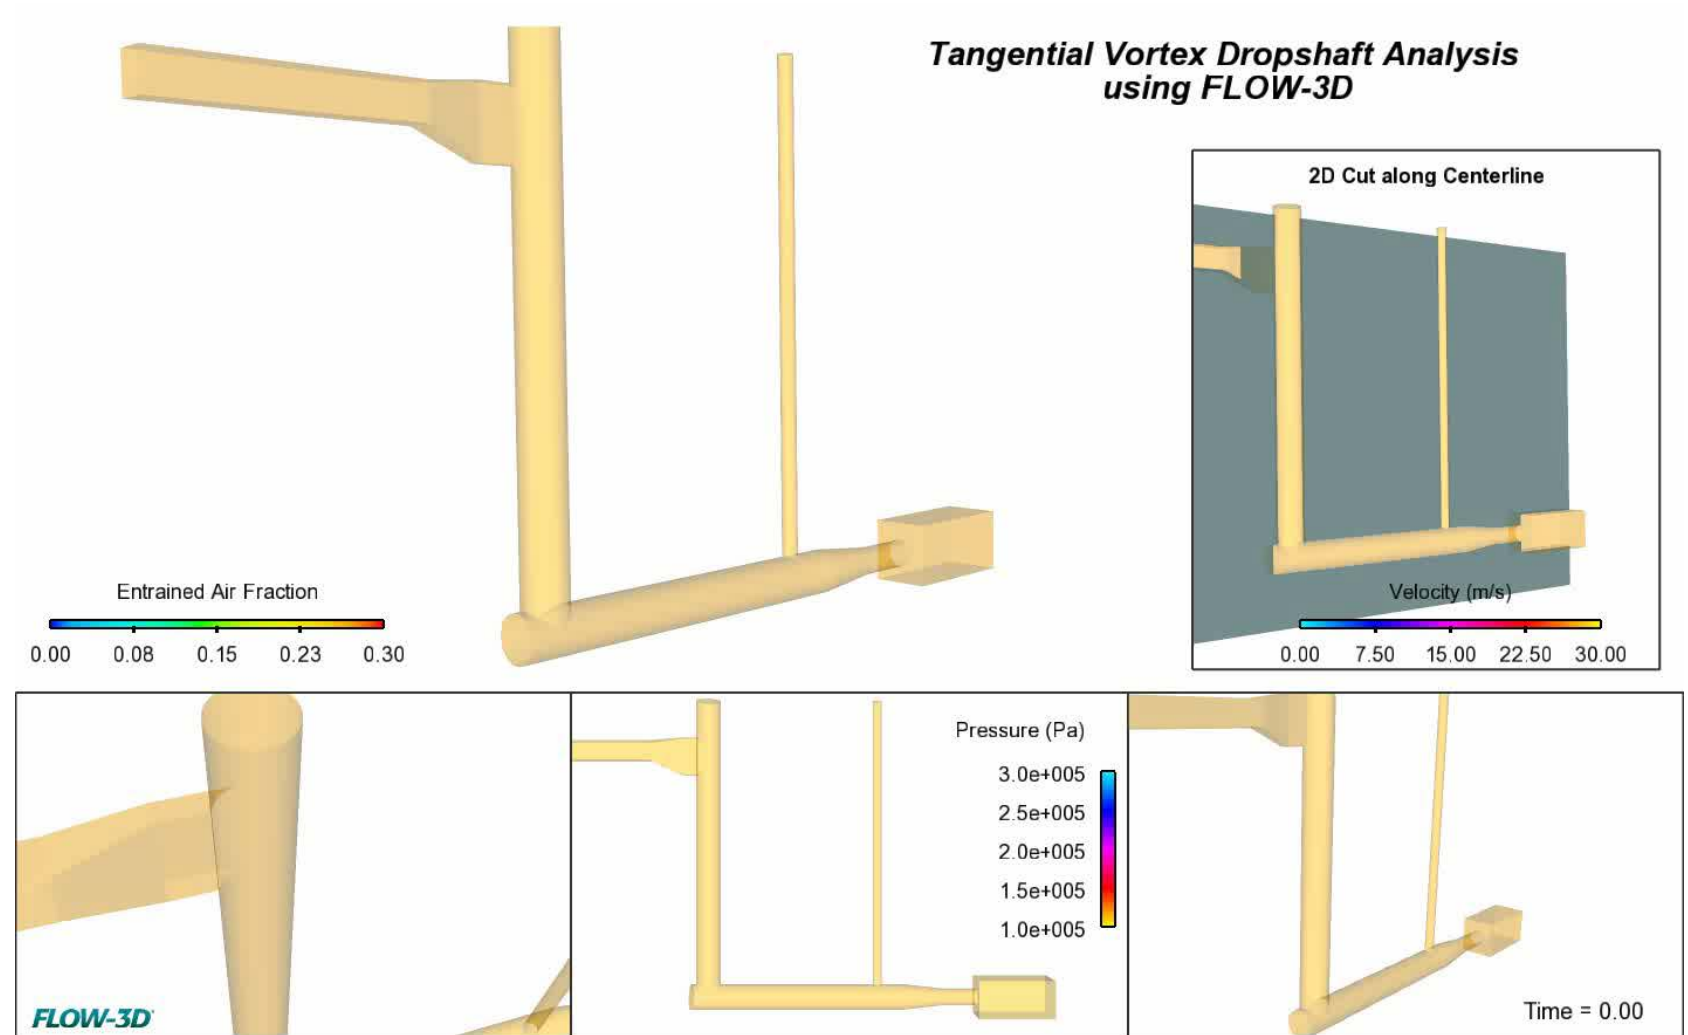 Tangential Vortex Dropshaft Analysis
using FLOW-3D
2D Cut along Centerline
Entrained Air Fraction
0.00 0.08 0.15 0.23 0.30
Velocity (m/s)
0.00 7.50 15.00 22.50 30.00
Pressure (Pa)
3.0e+005
2.5e+005
2.0e+005
1.5e+005
1.0e+005
FLOW-3D
Time = 0.00